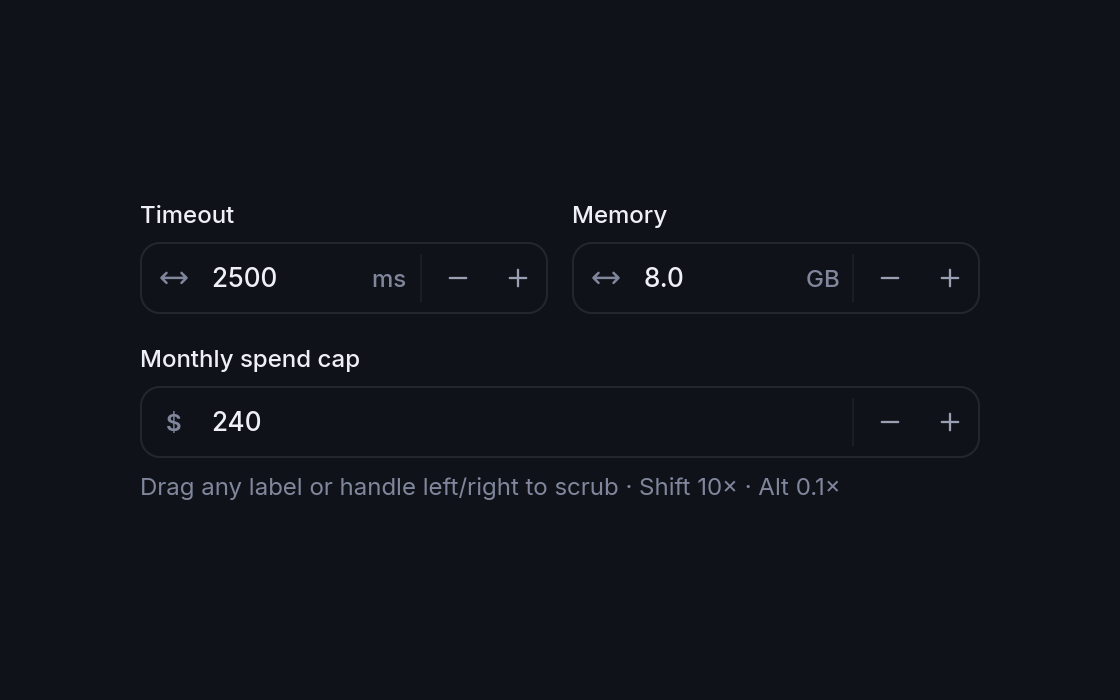 Timeout
Memory
2500 ms
8.0 GB
Monthly spend cap
$ 240
Drag any label or handle left/right to scrub · Shift 10× · Alt 0.1×